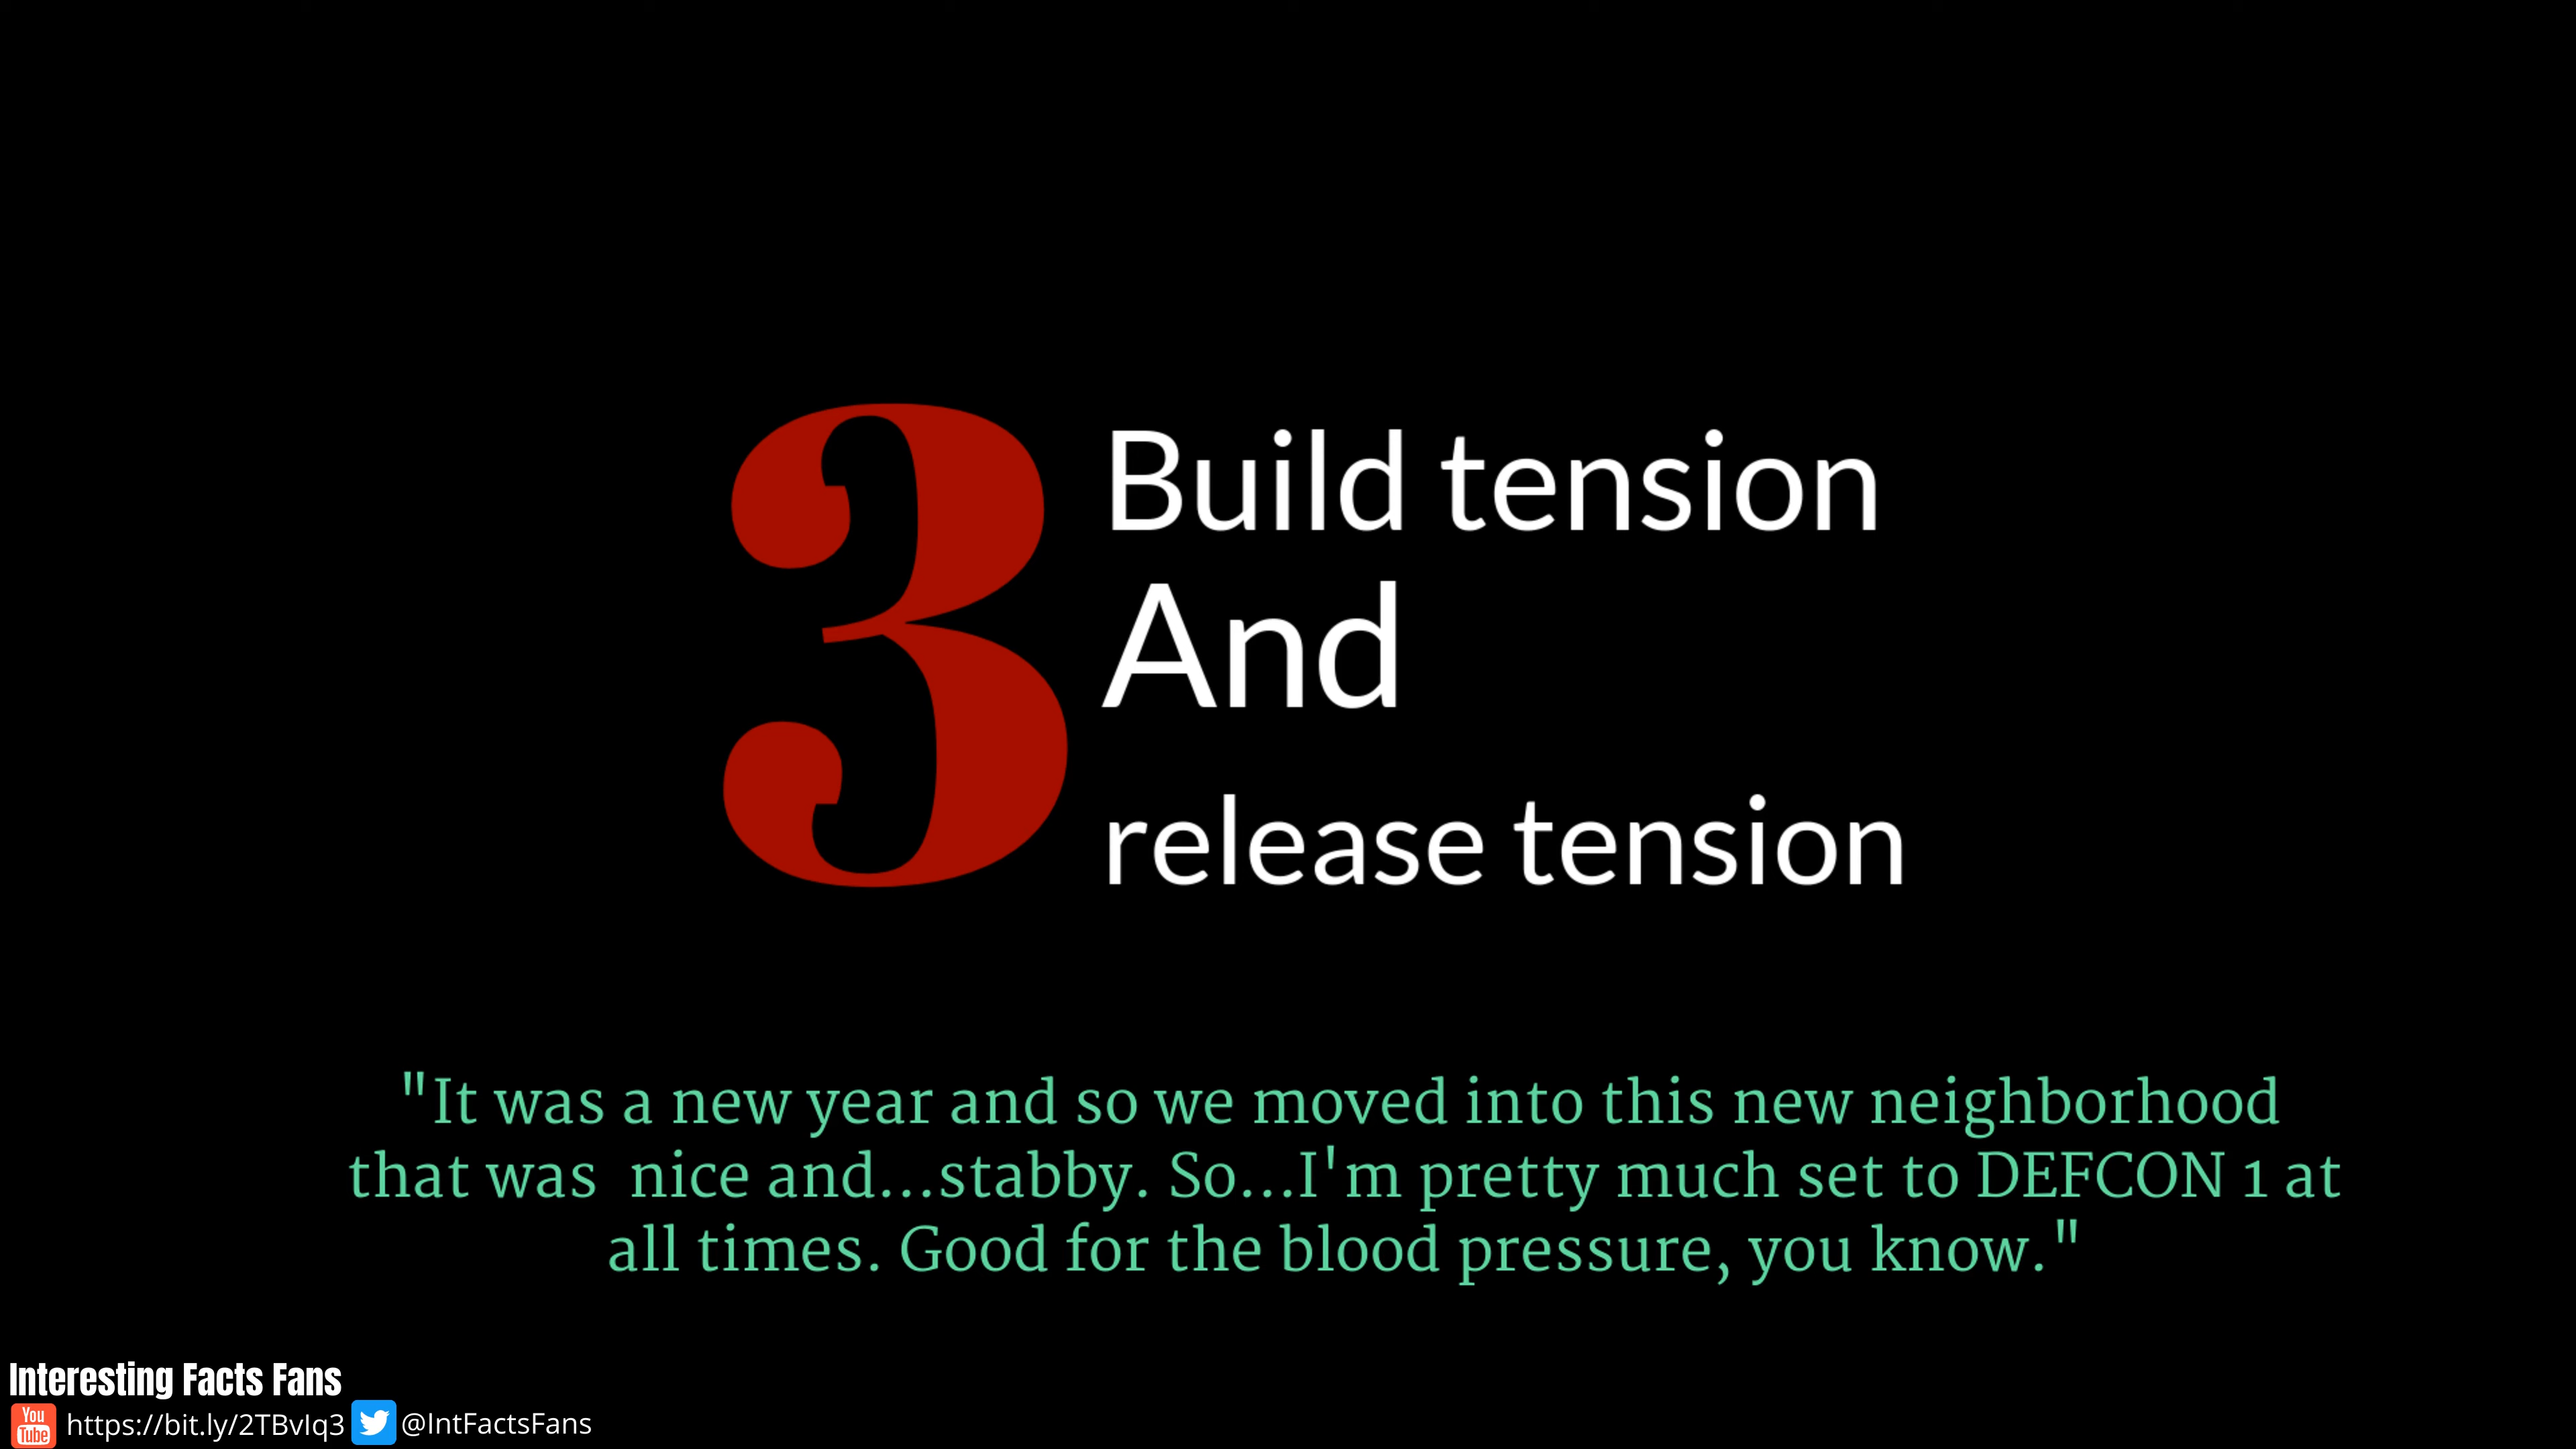 3
Build tension
And
release tension
"It was a new year and so we moved into this new neighborhood
that was  nice and...stabby. So...I'm pretty much set to DEFCON 1 at
all times. Good for the blood pressure, you know."
Interesting Facts Fans
You
Tube
https://bit.ly/2TBvIq3 @IntFactsFans